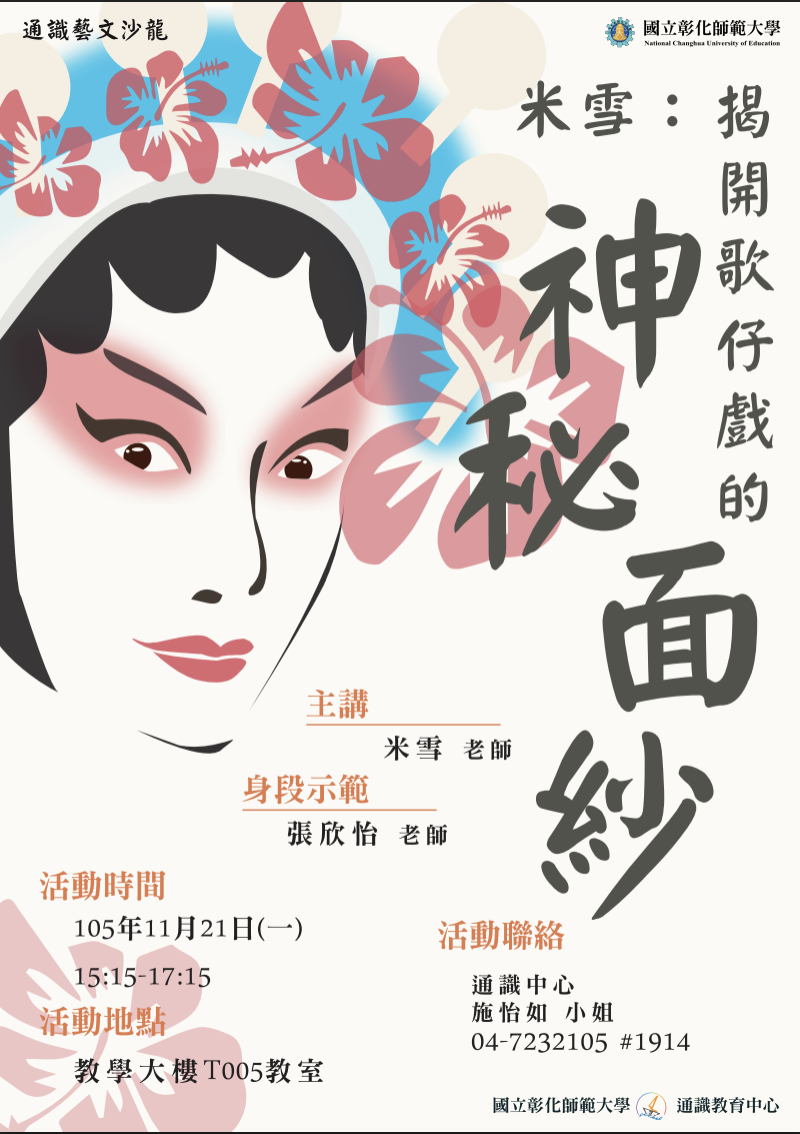 通識藝文沙龍
國立彰化師範大學
National Changhua University of Education
米雪：揭開歌仔戲的
神秘面紗
主講
米雪 老師
身段示範
張欣怡 老師
活動時間
105年11月21日(一)
15:15-17:15
活動地點
教學大樓T005教室
活動聯絡
通識中心
施怡如 小姐
04-7232105 #1914
國立彰化師範大學 通識教育中心